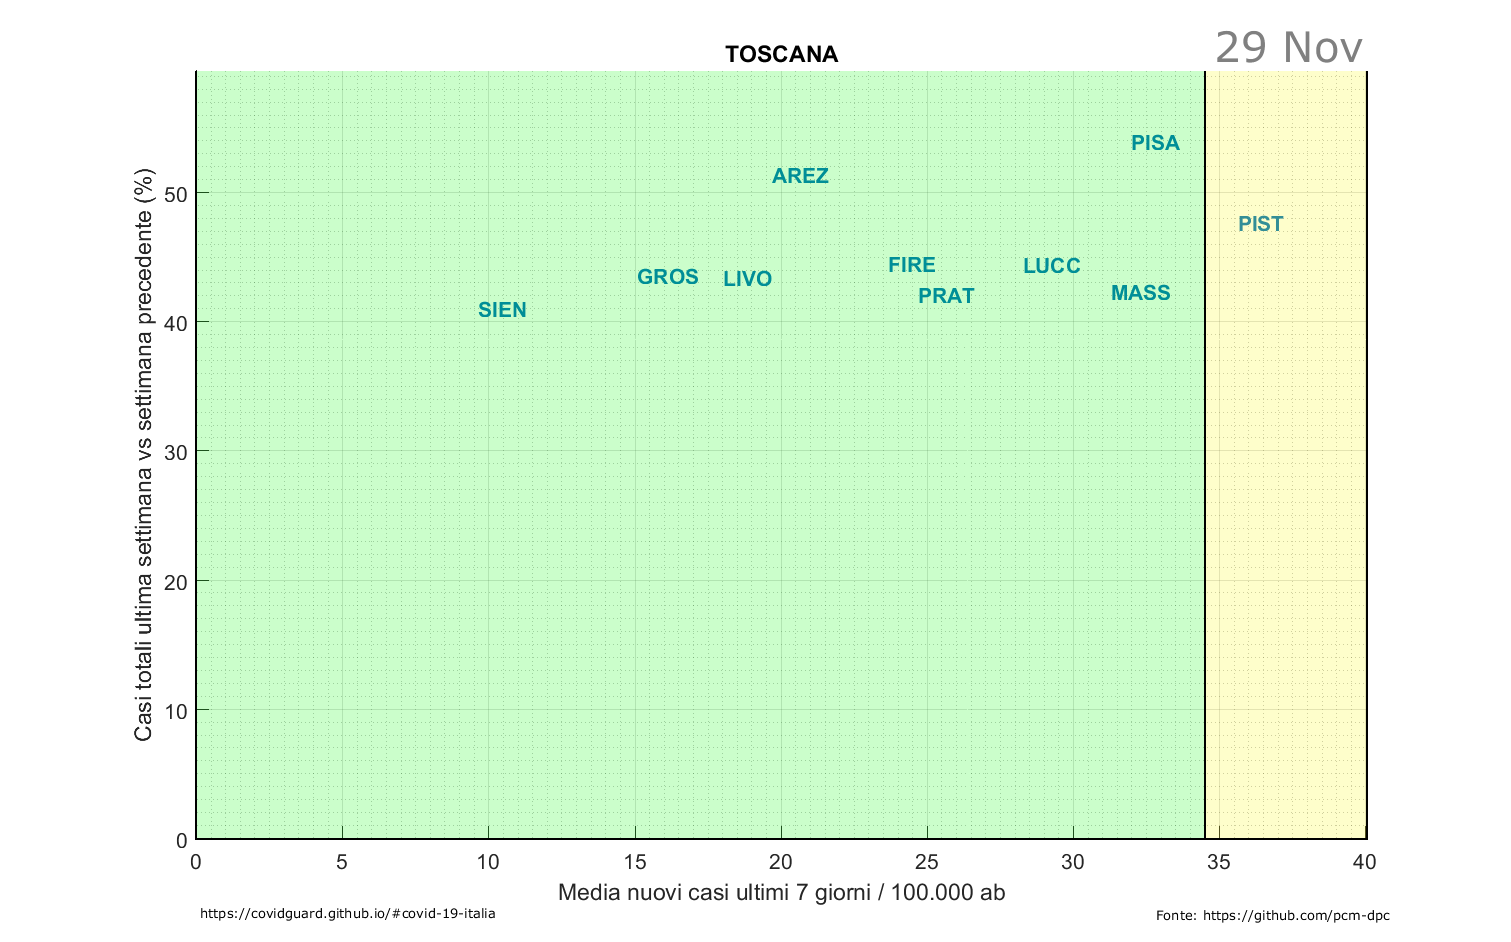 TOSCANA
29 Nov
PISA
AREZ
PIST
FIRE
LUCC
GROS
LIVO
PRAT
MASS
SIEN
Casi totali ultima settimana vs settimana precedente (%)
50
40
30
20
10
0
0 5 10 15 20 25 30 35 40
Media nuovi casi ultimi 7 giorni / 100.000 ab
https://covidguard.github.io/#covid-19-italia
Fonte: https://github.com/pcm-dpc